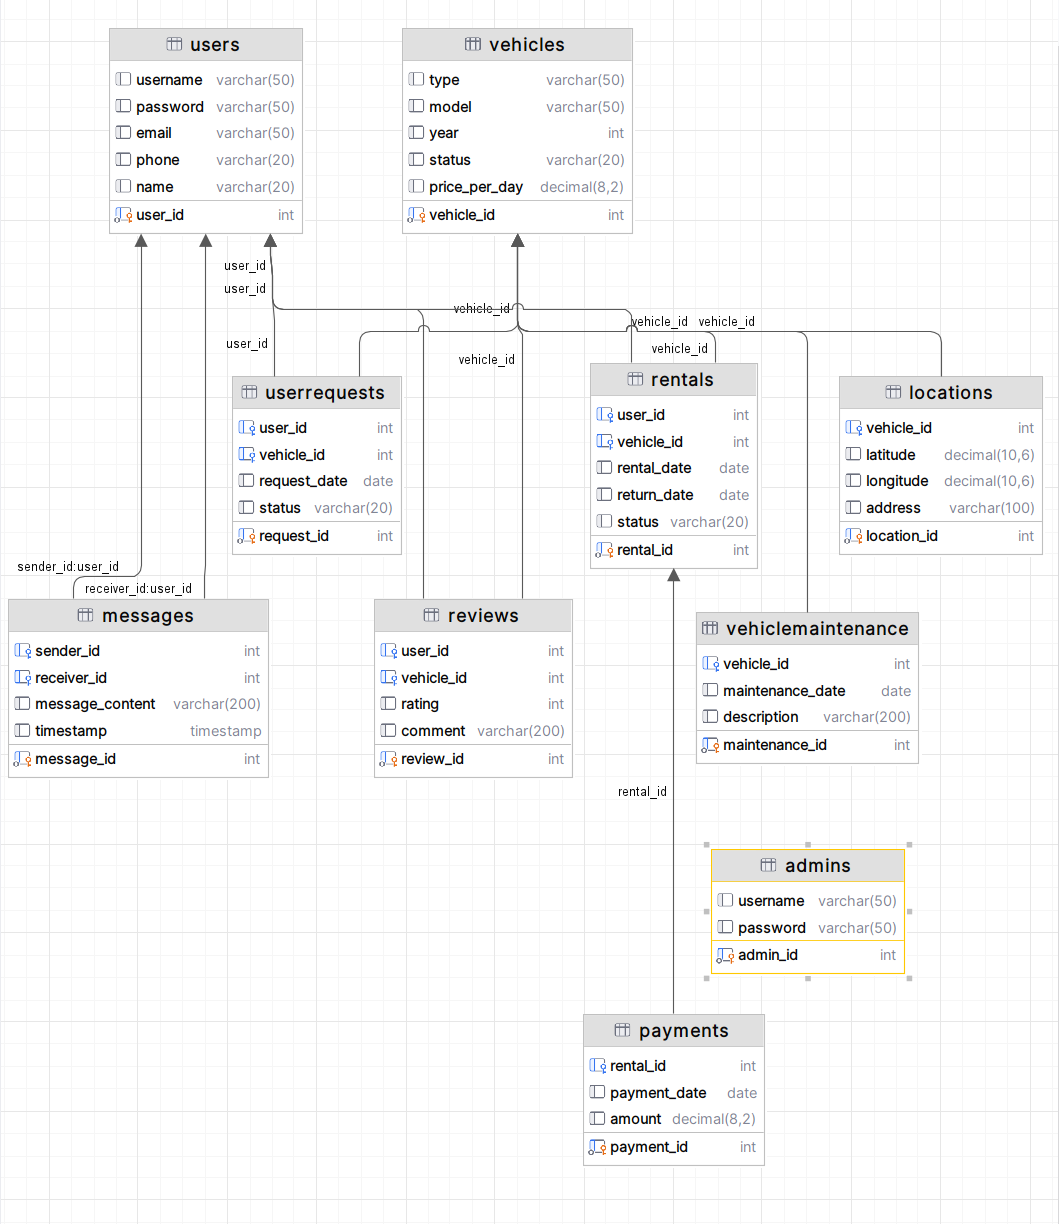 users
username varchar(50)
password varchar(50)
email varchar(50)
phone varchar(20)
name varchar(20)
user_id int
vehicles
type varchar(50)
model varchar(50)
year int
status varchar(20)
price_per_day decimal(8,2)
vehicle_id int
user_id
user_id
vehicle_id
vehicle_id
vehicle_id
user_id
vehicle_id
vehicle_id
userrequests
user_id int
vehicle_id int
request_date date
status varchar(20)
request_id int
rentals
user_id int
vehicle_id int
rental_date date
return_date date
status varchar(20)
rental_id int
locations
vehicle_id int
latitude decimal(10,6)
longitude decimal(10,6)
address varchar(100)
location_id int
sender_id:user_id
receiver_id:user_id
messages
sender_id int
receiver_id int
message_content varchar(200)
timestamp timestamp
message_id int
reviews
user_id int
vehicle_id int
rating int
comment varchar(200)
review_id int
vehiclemaintenance
vehicle_id int
maintenance_date date
description varchar(200)
maintenance_id int
rental_id
admins
username varchar(50)
password varchar(50)
admin_id int
payments
rental_id int
payment_date date
amount decimal(8,2)
payment_id int